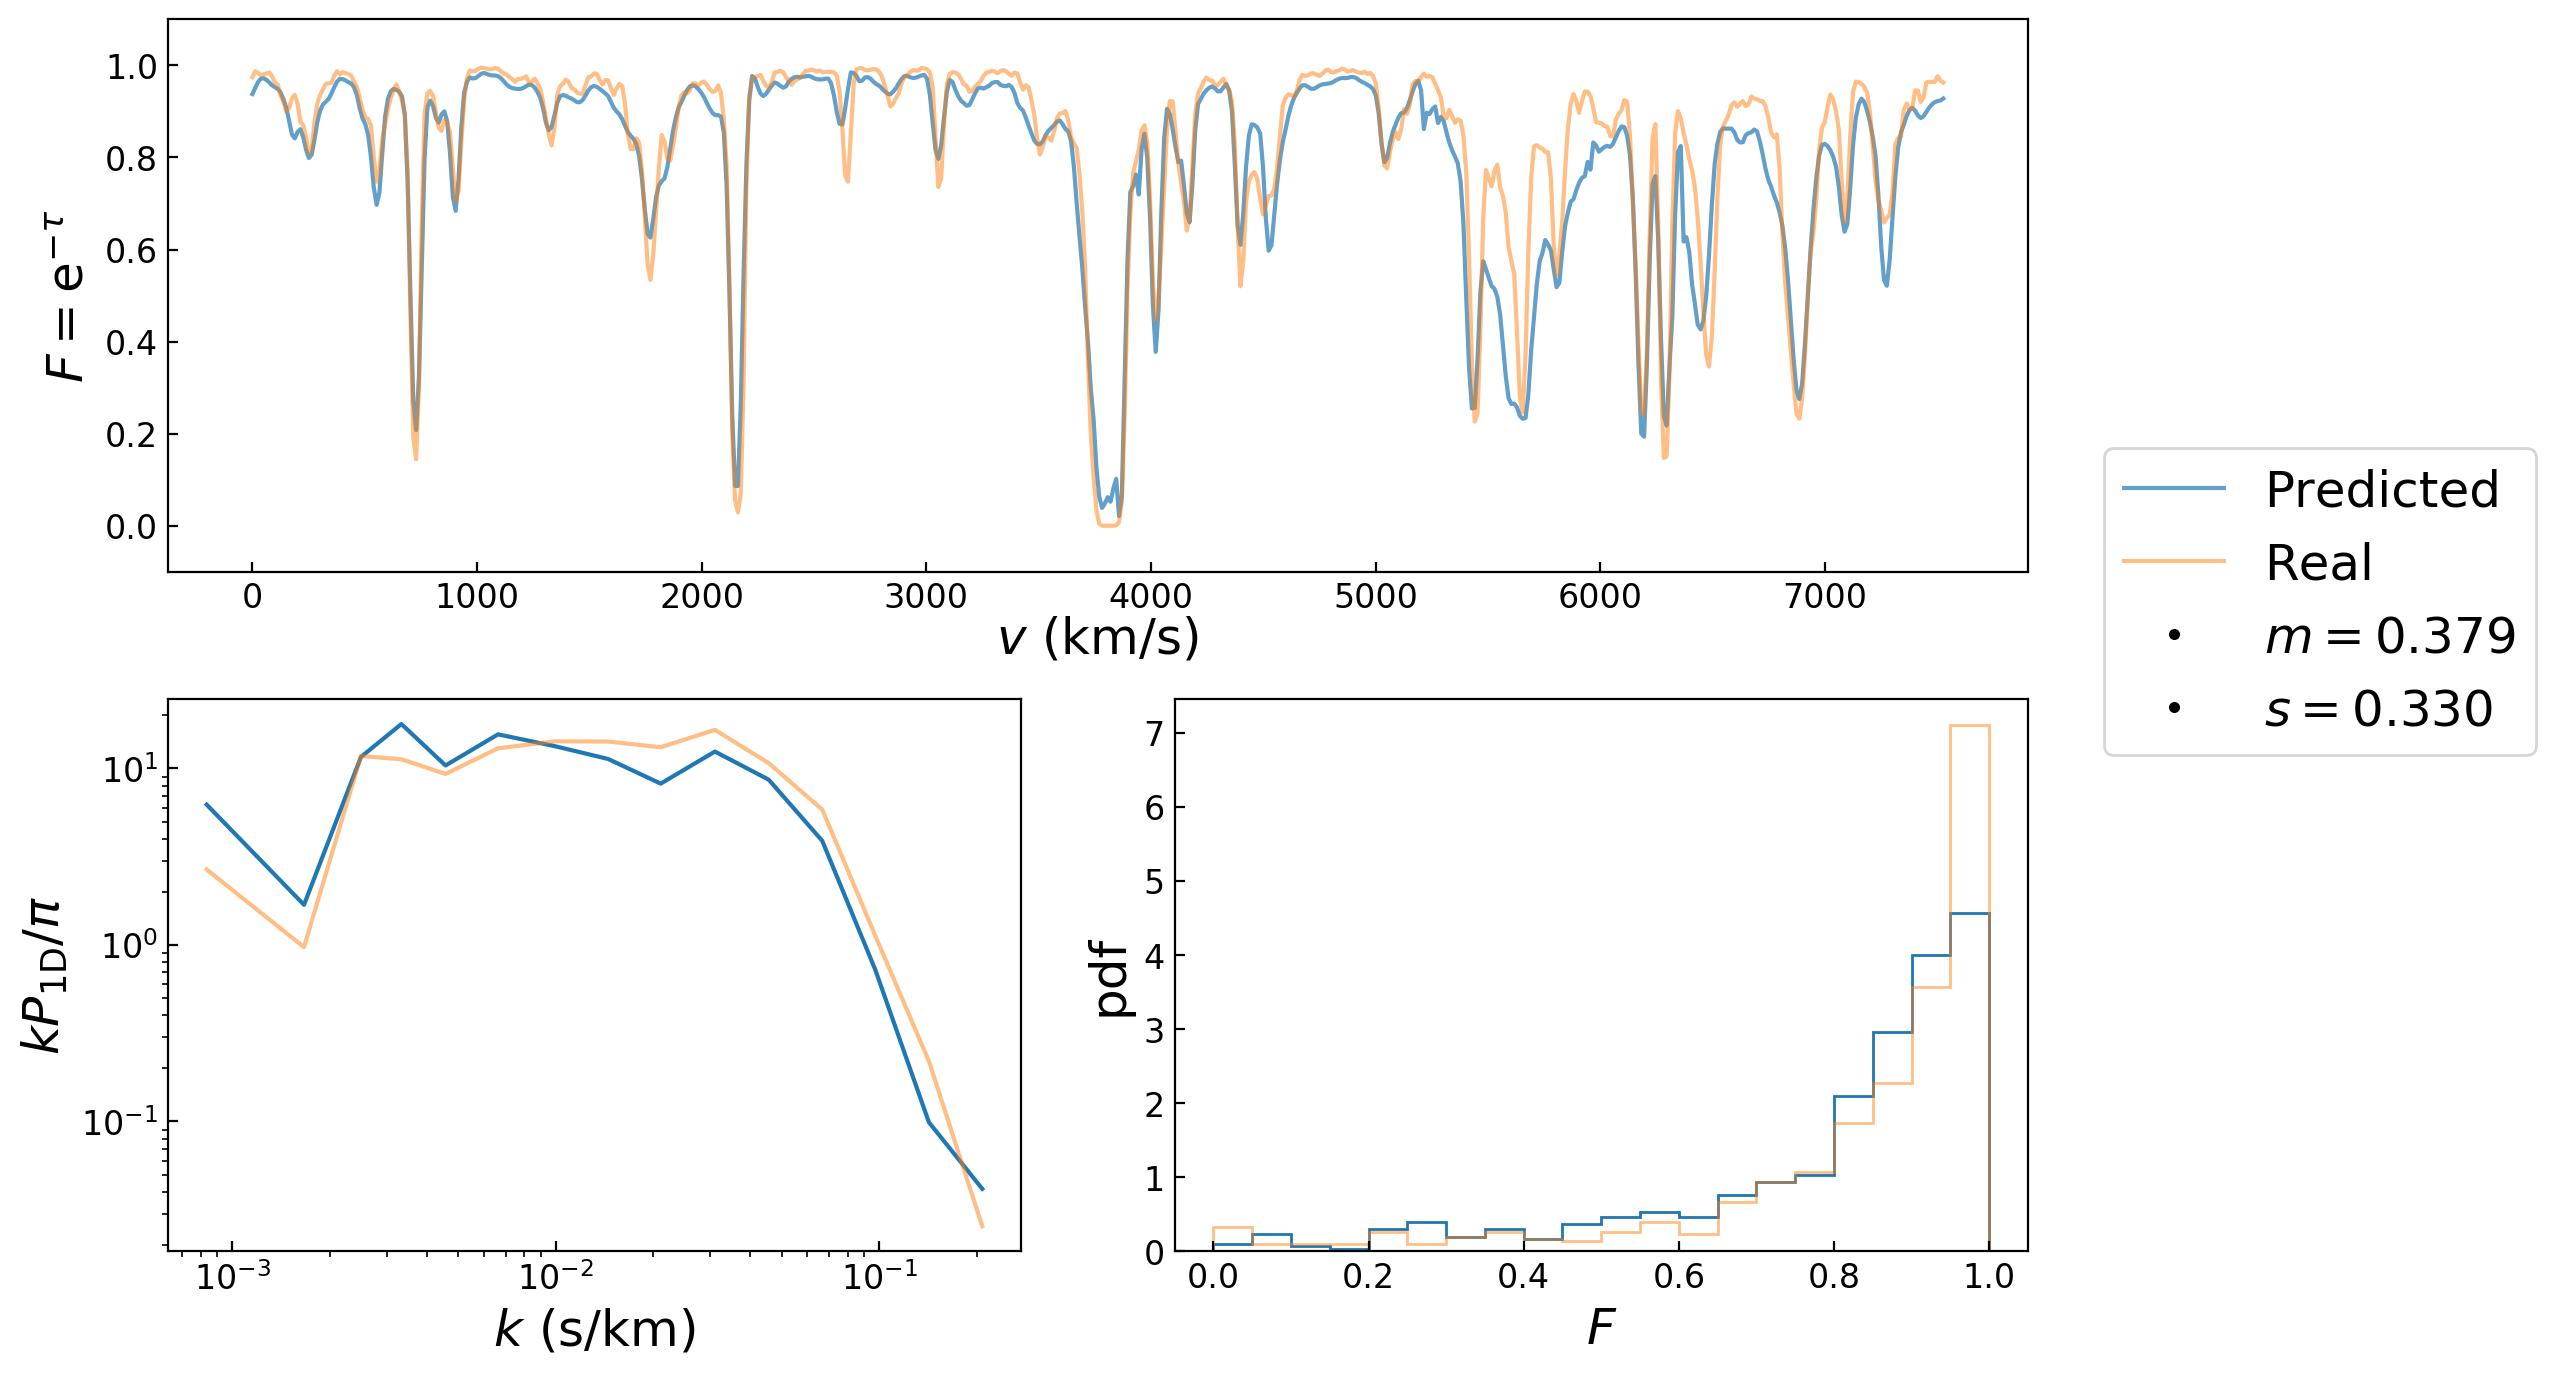 F = e^{−τ}
1.0
0.8
0.6
0.4
0.2
0.0
0 1000 2000 3000 4000 5000 6000 7000
v (km/s)
Predicted
Real
m = 0.379
s = 0.330
kP_{1D}/π
10^{1}
10^{0}
10^{−1}
10^{−3} 10^{−2} 10^{−1}
k (s/km)
pdf
7
6
5
4
3
2
1
0
0.0 0.2 0.4 0.6 0.8 1.0
F